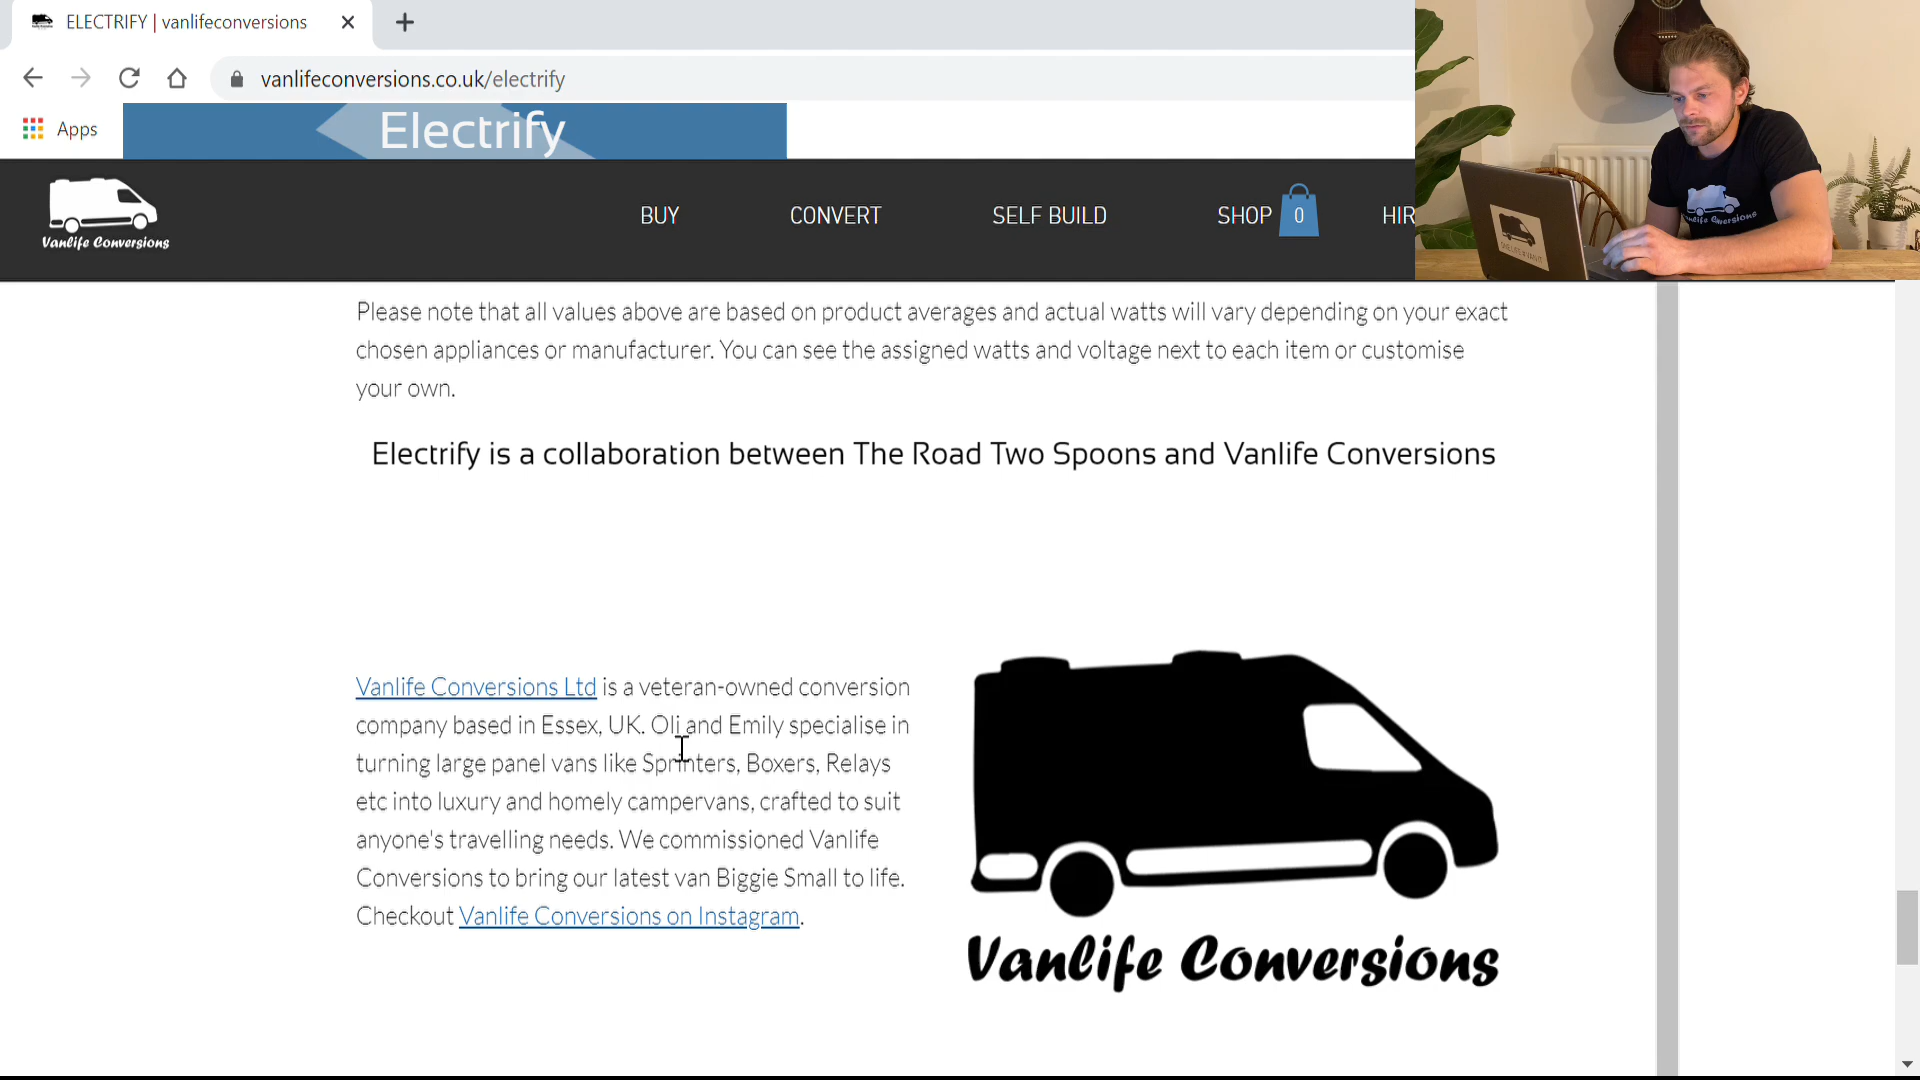 ELECTRIFY | vanlifeconversions
vanlifeconversions.co.uk/electrify
Apps
Electrify
Vanlife Conversions
BUY
CONVERT
SELF BUILD
SHOP
0
HIR
Vanlife Conversions
Please note that all values above are based on product averages and actual watts will vary depending on your exact
chosen appliances or manufacturer. You can see the assigned watts and voltage next to each item or customise
your own.
Electrify is a collaboration between The Road Two Spoons and Vanlife Conversions
Vanlife Conversions Ltd is a veteran-owned conversion
company based in Essex, UK. Oli and Emily specialise in
turning large panel vans like Sprinters, Boxers, Relays
etc into luxury and homely campervans, crafted to suit
anyone's travelling needs. We commissioned Vanlife
Conversions to bring our latest van Biggie Small to life.
Checkout Vanlife Conversions on Instagram.
Vanlife Conversions